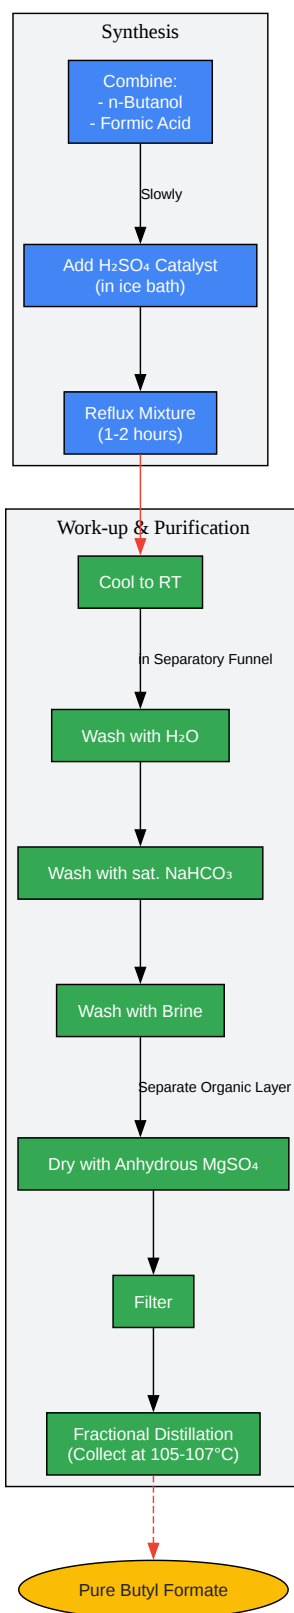 Synthesis
Combine:
- n-Butanol
- Formic Acid
Slowly
Add H₂SO₄ Catalyst
(in ice bath)
Reflux Mixture
(1-2 hours)
Work-up & Purification
Cool to RT
in Separatory Funnel
Wash with H₂O
Wash with sat. NaHCO₃
Wash with Brine
Separate Organic Layer
Dry with Anhydrous MgSO₄
Filter
Fractional Distillation
(Collect at 105-107°C)
Pure Butyl Formate